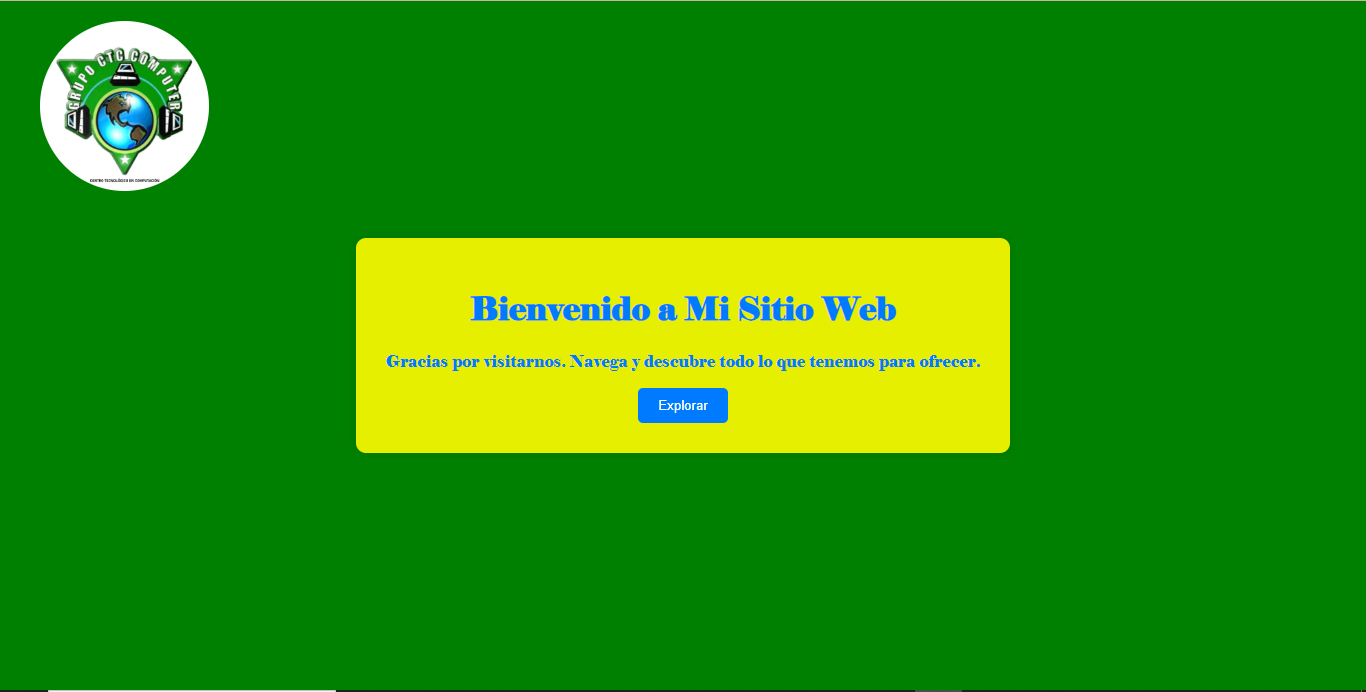 GRUPO CTC.COMPUTER
CENTRO TECNOLÓGICO EN COMPUTACIÓN
Bienvenido a Mi Sitio Web
Gracias por visitarnos. Navega y descubre todo lo que tenemos para ofrecer.
Explorar